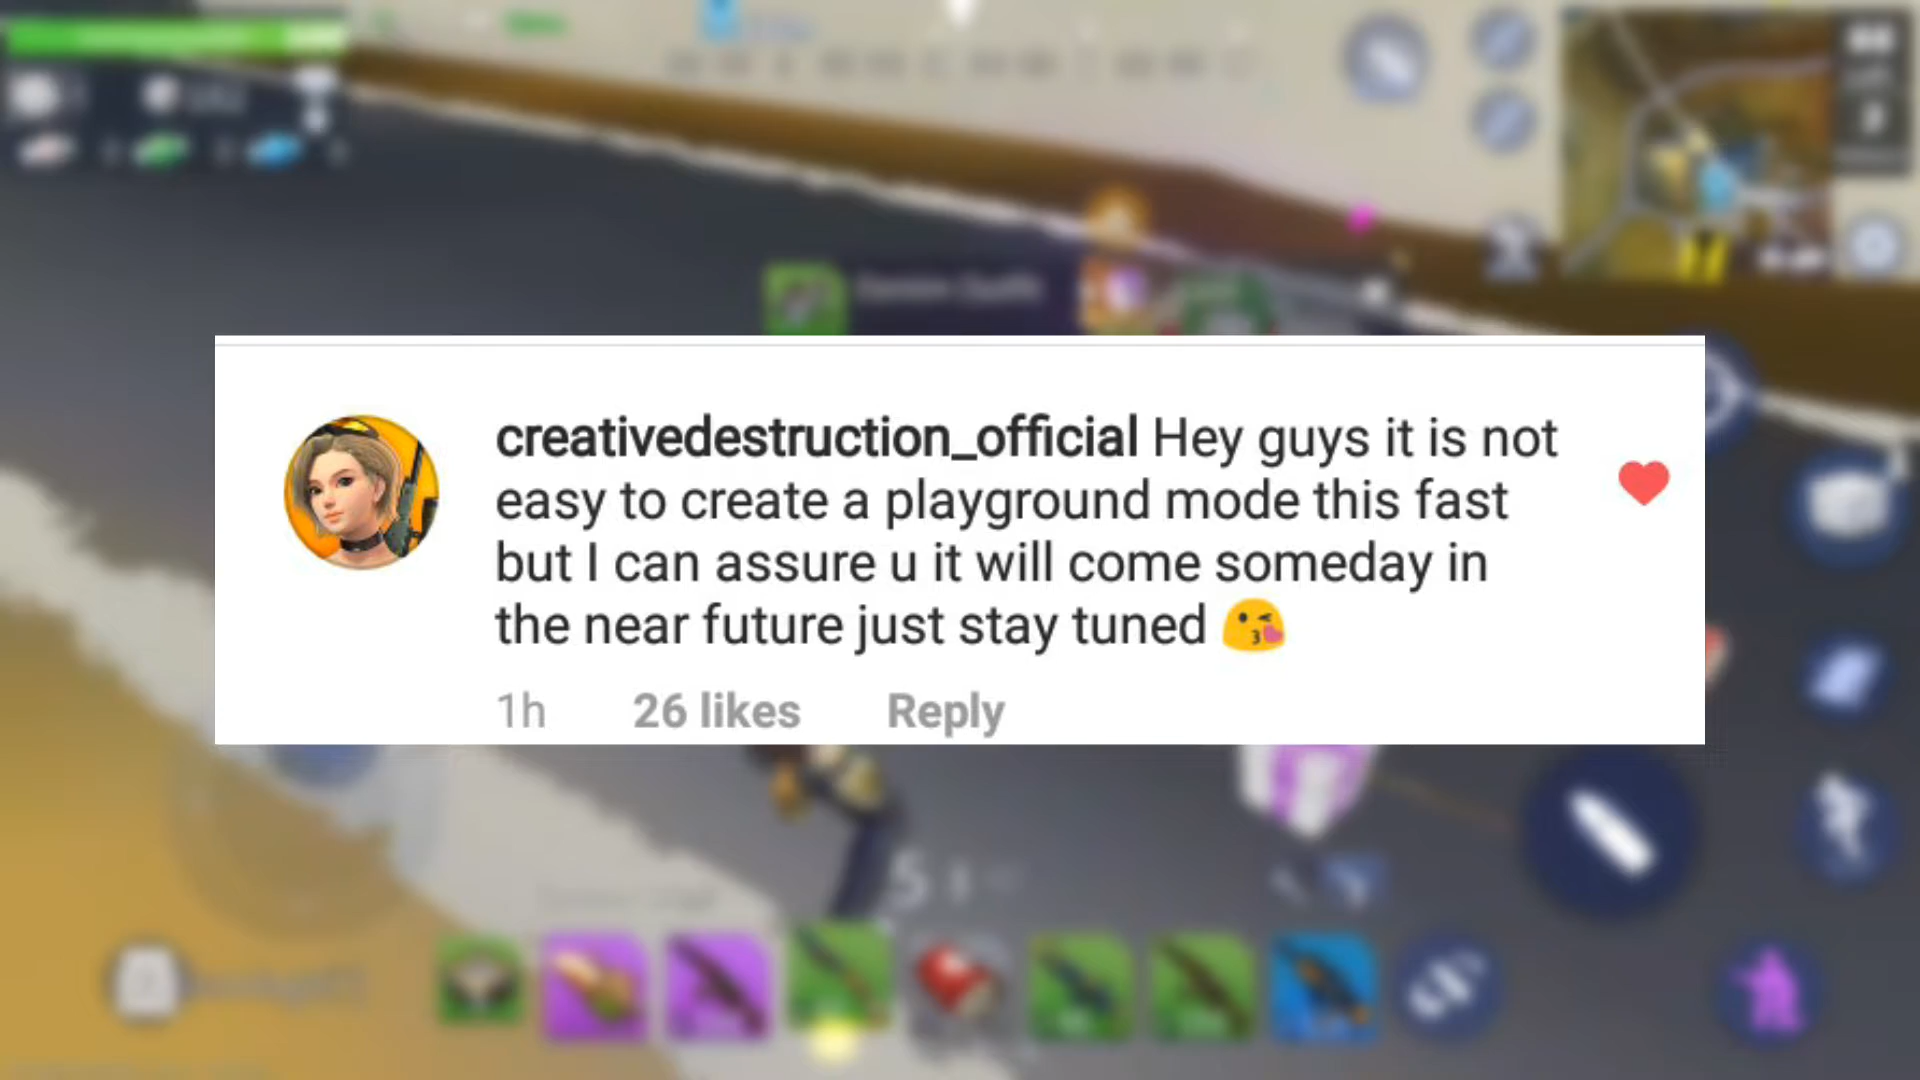 creativedestruction_official Hey guys it is not
easy to create a playground mode this fast
but I can assure u it will come someday in
the near future just stay tuned 😘
1h 26 likes Reply